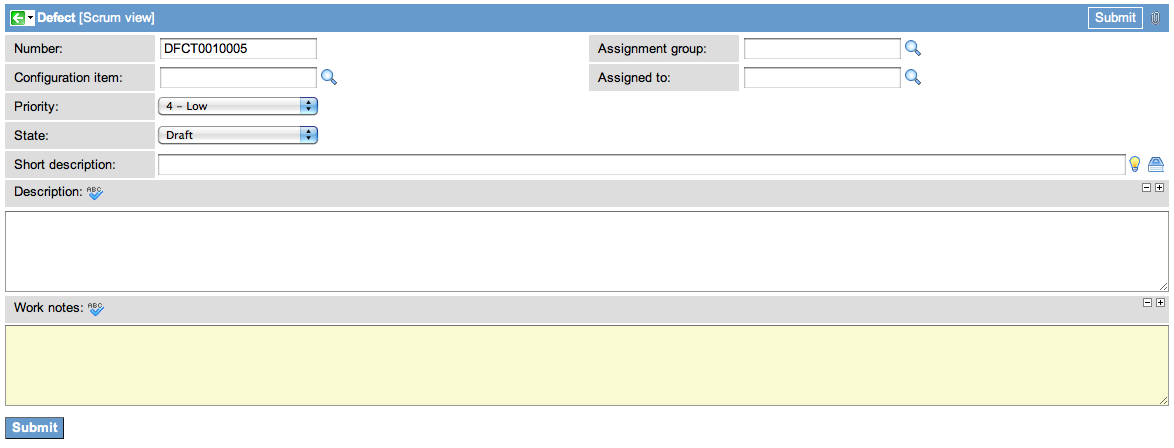 Defect [Scrum view] Submit
Number: DFCT0010005 Assignment group:
Configuration item: Assigned to:
Priority: 4 – Low
State: Draft
Short description:
Description: ABC
Work notes: ABC
Submit